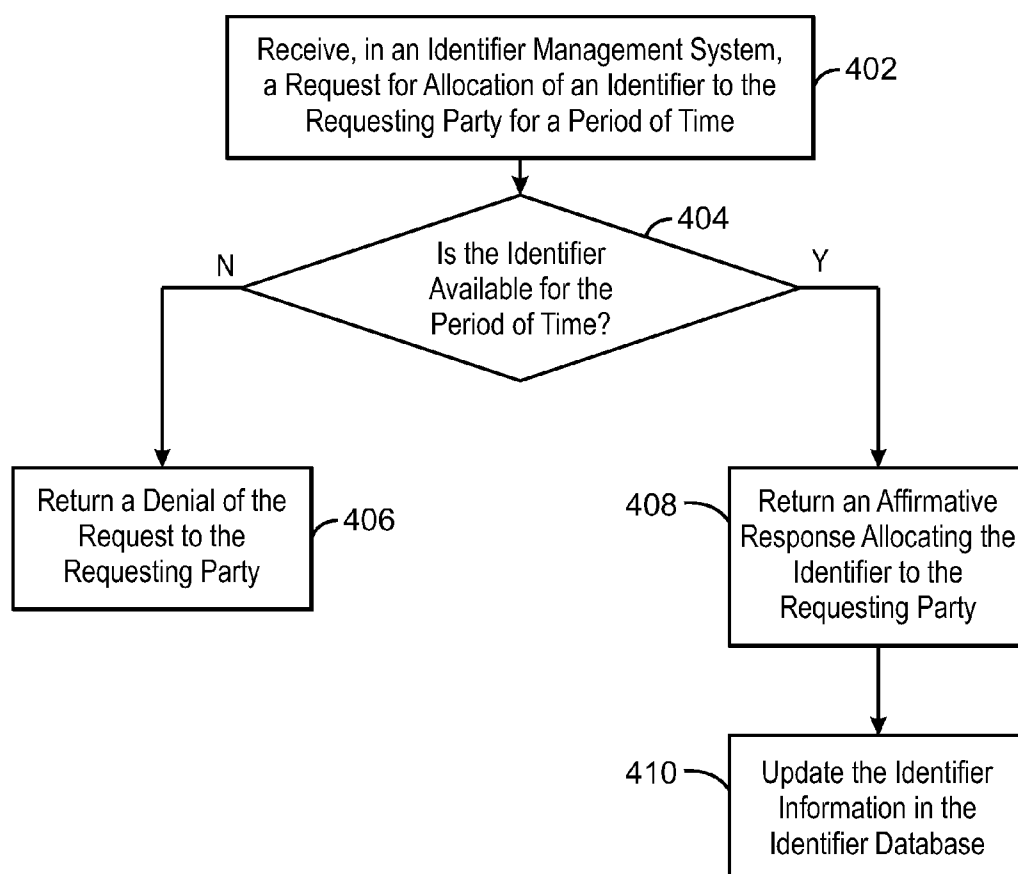 Receive, in an Identifier Management System,
a Request for Allocation of an Identifier to the
Requesting Party for a Period of Time
402
404
Is the Identifier
Available for the
Period of Time?
N
Y
Return a Denial of the
Request to the
Requesting Party
406
408
Return an Affirmative
Response Allocating the
Identifier to the
Requesting Party
410
Update the Identifier
Information in the
Identifier Database